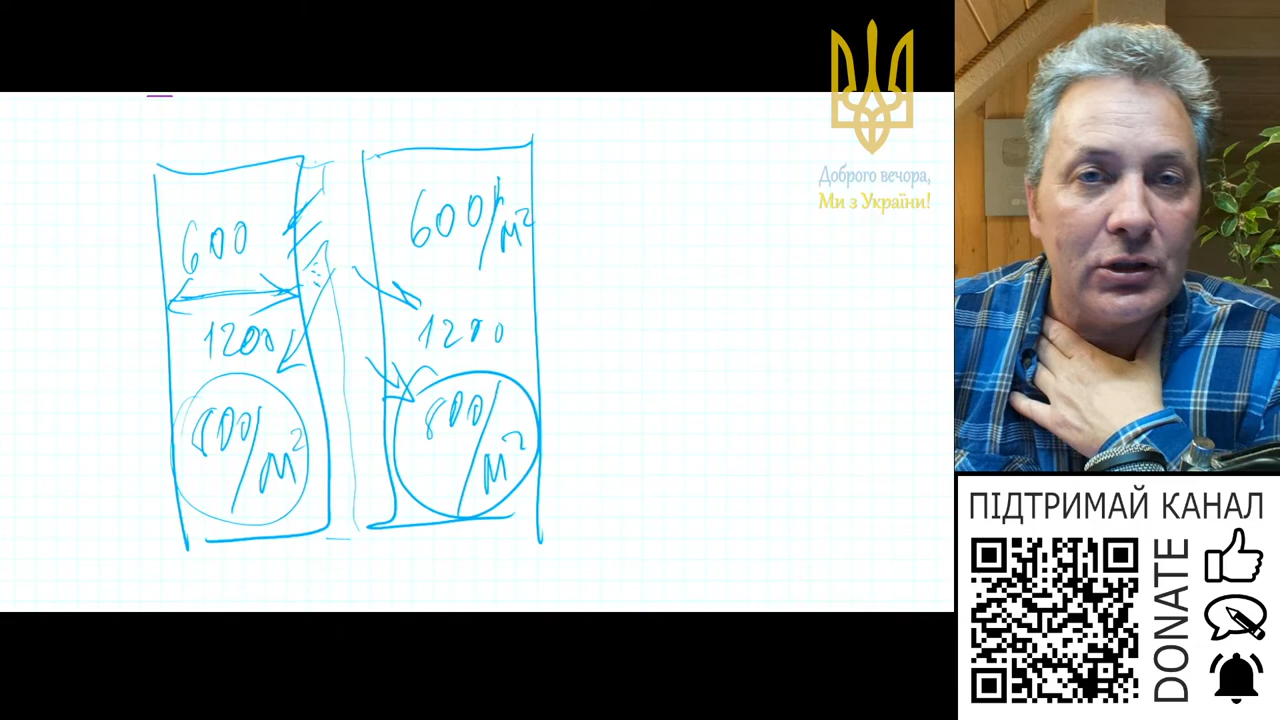 600
1200
800/м²
600/м²
1200
800/м²
Доброго вечора,
Ми з України!
ПІДТРИМАЙ КАНАЛ
DONATE